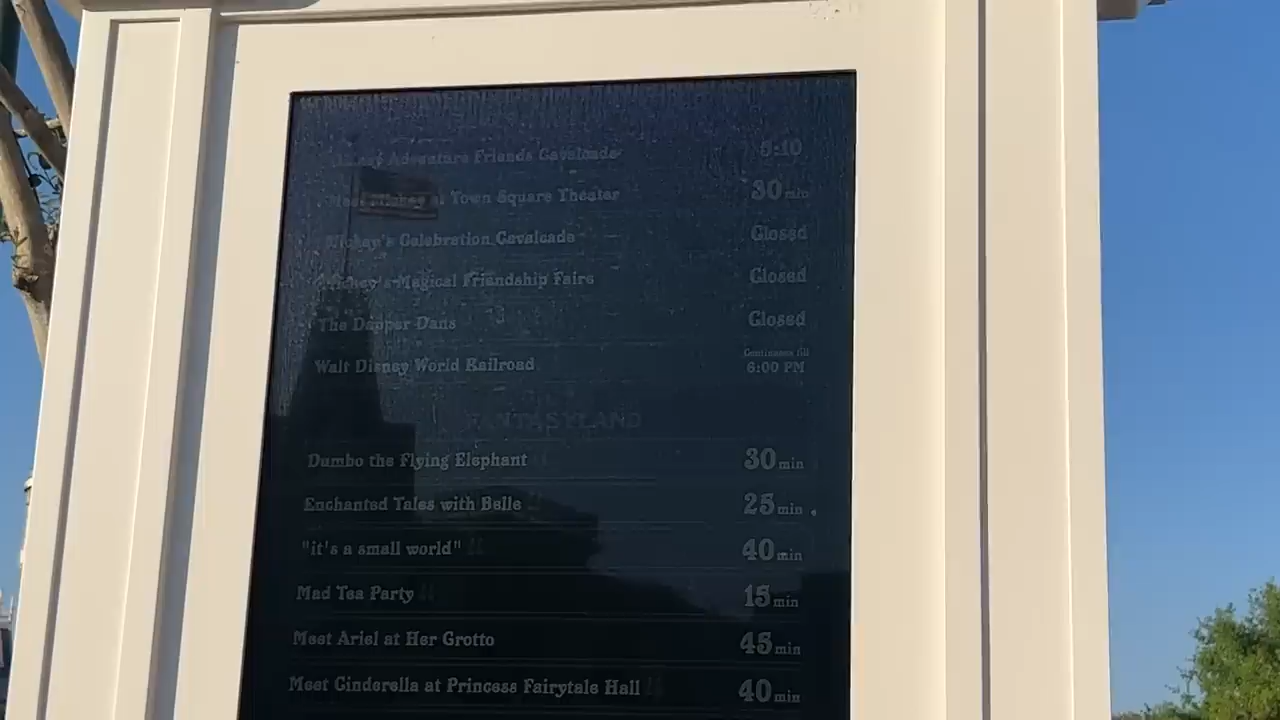 Adventure Friends Cavalcade 5:10
Meet Mickey at Town Square Theater 30 min
Mickey's Celebration Cavalcade Closed
Mickey's Magical Friendship Faire Closed
The Dapper Dans Closed
Walt Disney World Railroad Continuous till 6:00 PM
FANTASYLAND
Dumbo the Flying Elephant 30 min
Enchanted Tales with Belle 25 min
"it's a small world" 40 min
Mad Tea Party 15 min
Meet Ariel at Her Grotto 45 min
Meet Cinderella at Princess Fairytale Hall 40 min